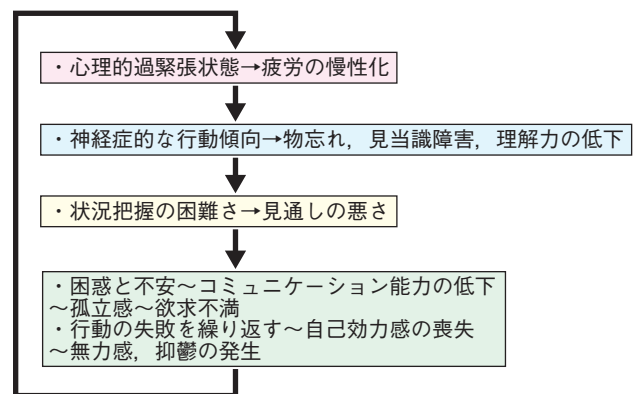 ・心理的過緊張状態→疲労の慢性化
・神経症的な行動傾向→物忘れ，見当識障害，理解力の低下
・状況把握の困難さ→見通しの悪さ
・困惑と不安～コミュニケーション能力の低下
～孤立感～欲求不満
・行動の失敗を繰り返す～自己効力感の喪失
～無力感，抑鬱の発生